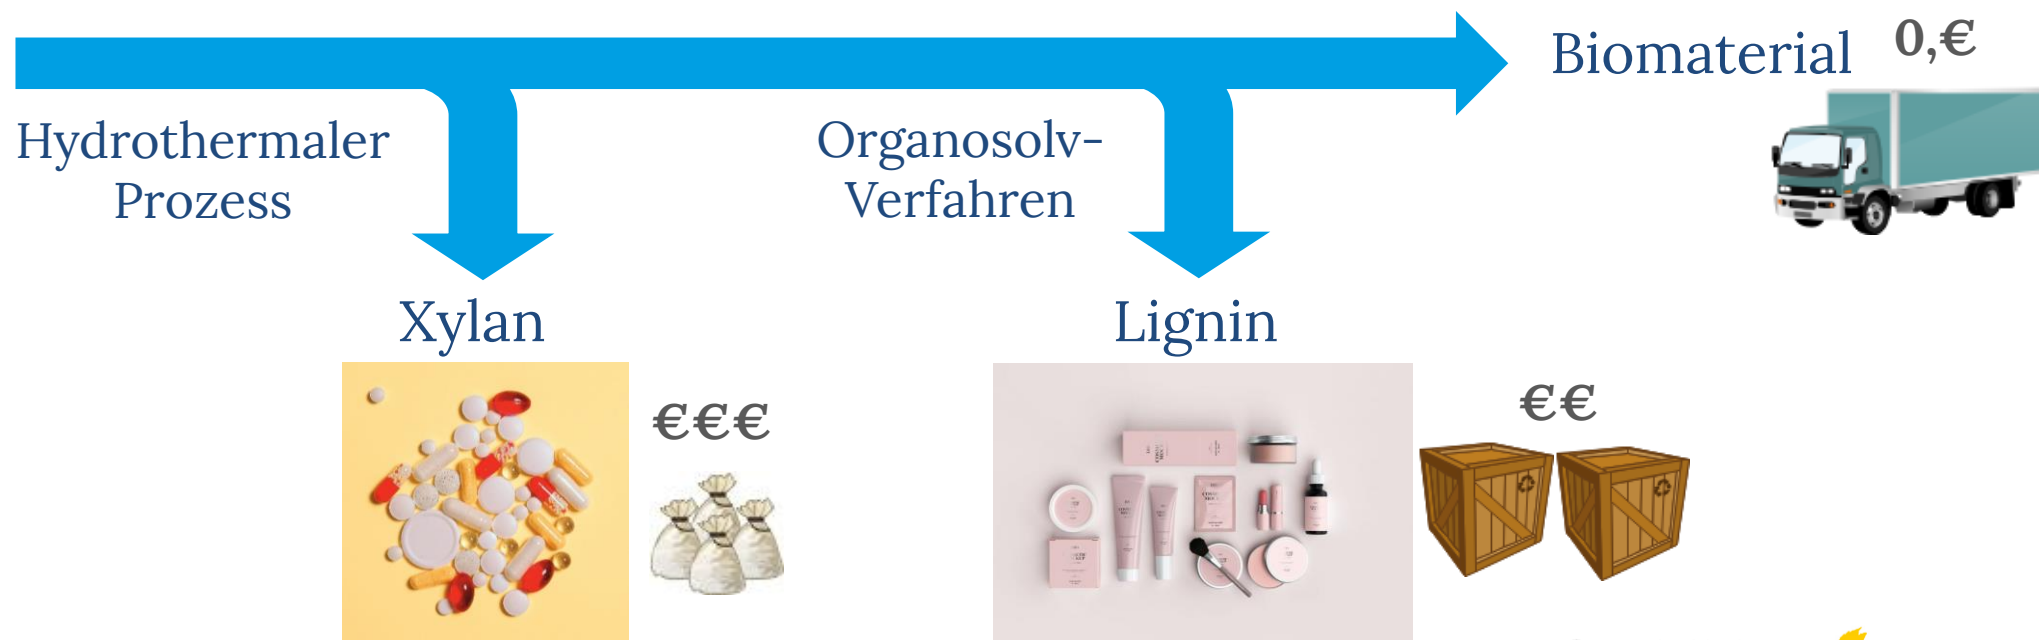 Biomaterial 0,€
Hydrothermaler
Prozess
Organosolv-
Verfahren
Xylan
Lignin
€€€
€€